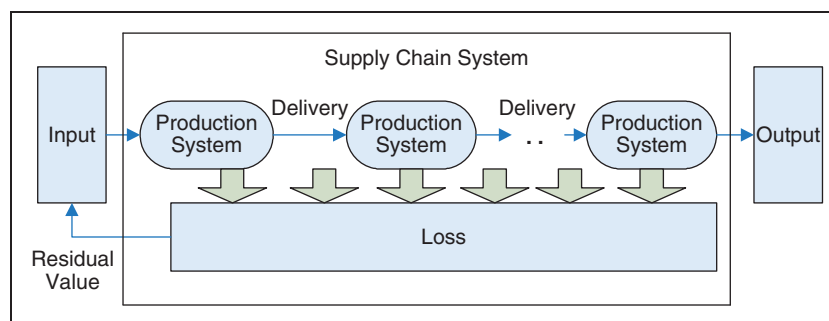 Supply Chain System
Input
Production
System
Delivery
Production
System
Delivery
. .
Production
System
Output
Loss
Residual
Value